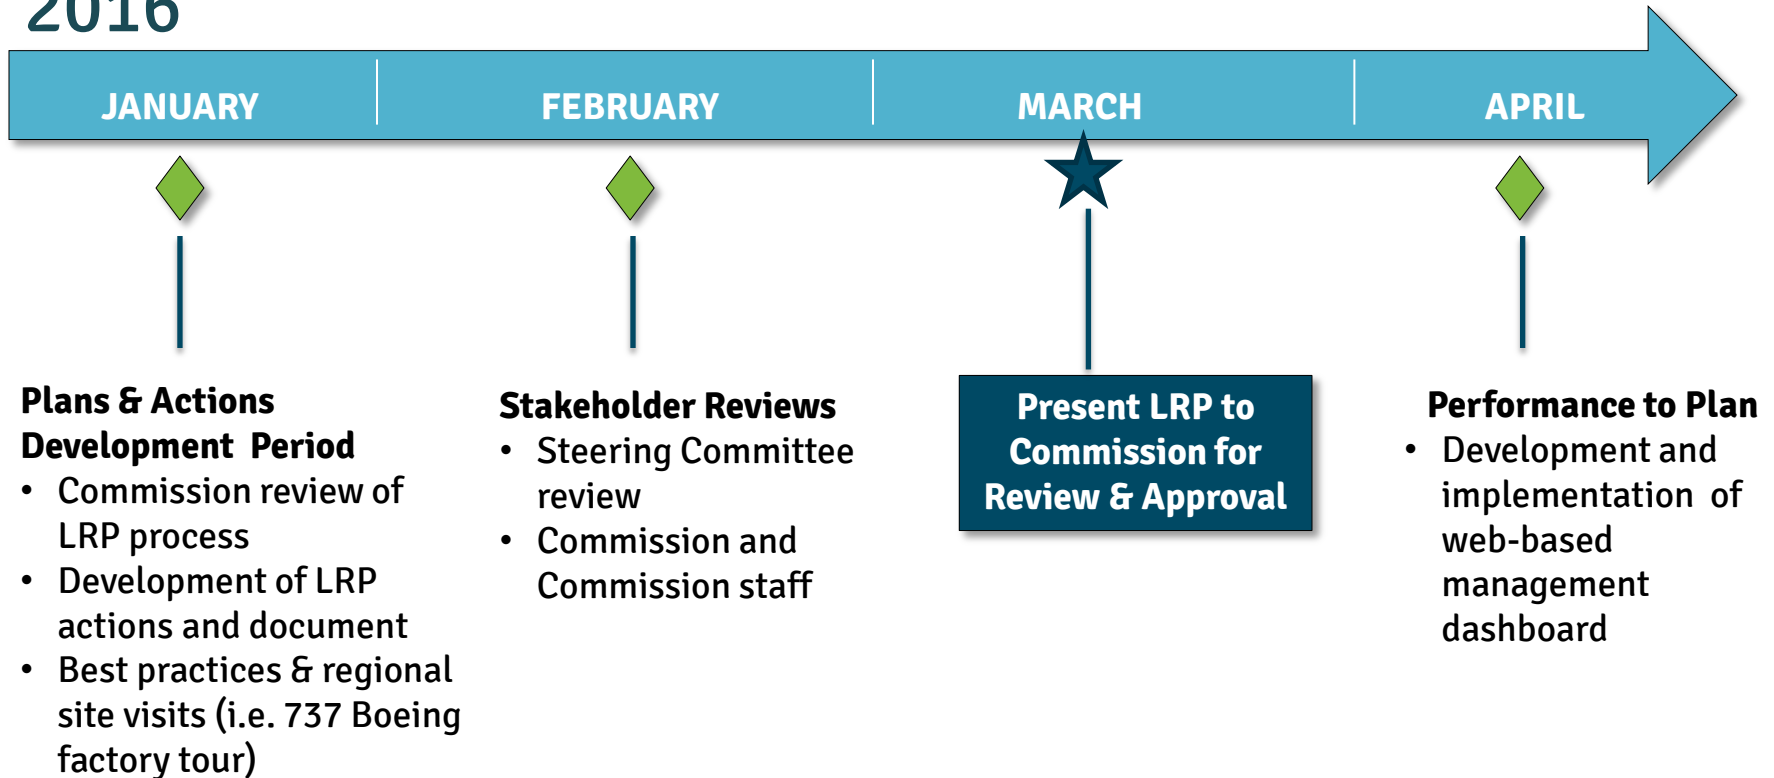 2016
JANUARY
FEBRUARY
MARCH
APRIL
Plans & Actions
Development Period
• Commission review of
LRP process
• Development of LRP
actions and document
• Best practices & regional
site visits (i.e. 737 Boeing
factory tour)
Stakeholder Reviews
• Steering Committee
review
• Commission and
Commission staff
Present LRP to
Commission for
Review & Approval
Performance to Plan
• Development and
implementation of
web-based
management
dashboard